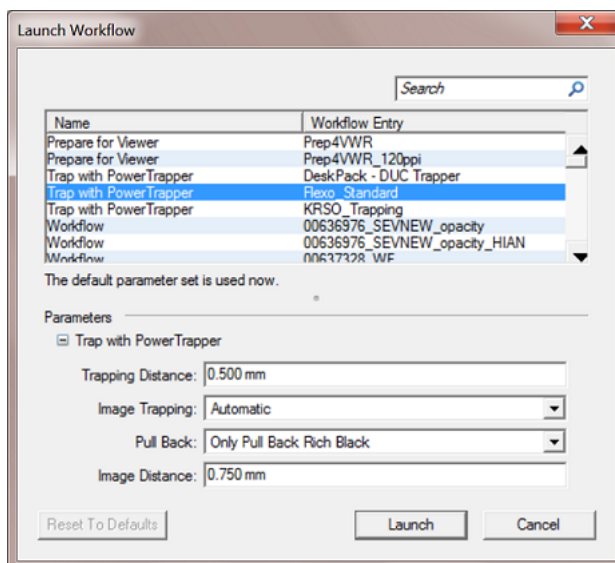 Launch Workflow
Search
Name Workflow Entry
Prepare for Viewer Prep4VWR
Prepare for Viewer Prep4VWR_120ppi
Trap with PowerTrapper DeskPack - DUC Trapper
Trap with PowerTrapper Flexo_Standard
Trap with PowerTrapper KRSO_Trapping
Workflow 00636976_SEVNEW_opacity
Workflow 00636976_SEVNEW_opacity_HIAN
Workflow 00637328_WF
The default parameter set is used now.
Parameters
Trap with PowerTrapper
Trapping Distance: 0.500 mm
Image Trapping: Automatic
Pull Back: Only Pull Back Rich Black
Image Distance: 0.750 mm
Reset To Defaults Launch Cancel